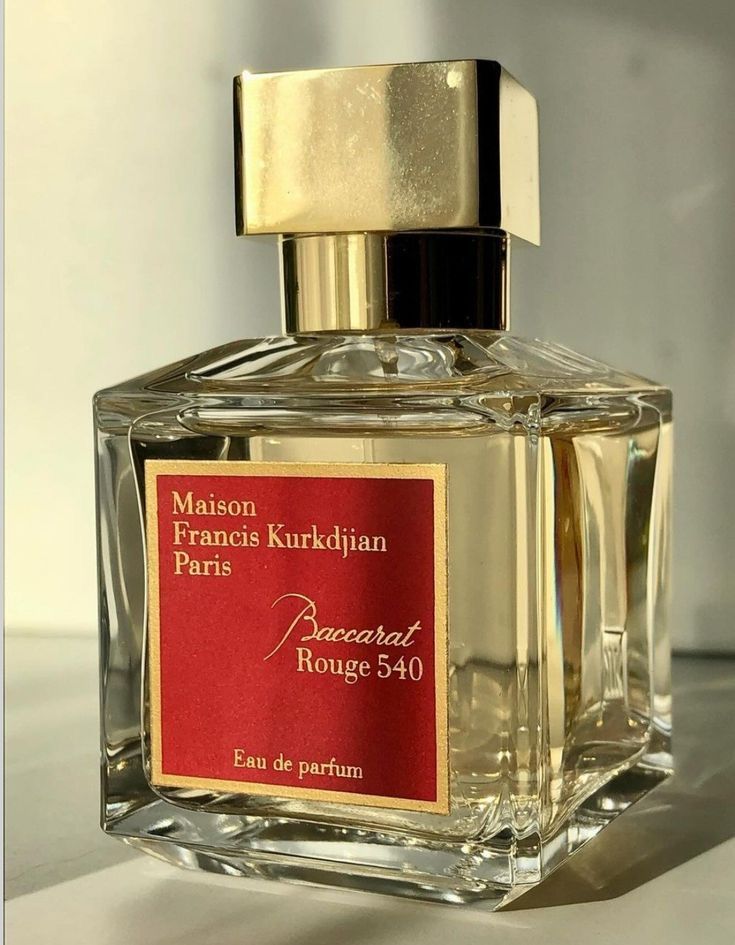 Maison
Francis Kurkdjian
Paris
Baccarat
Rouge 540
Eau de parfum